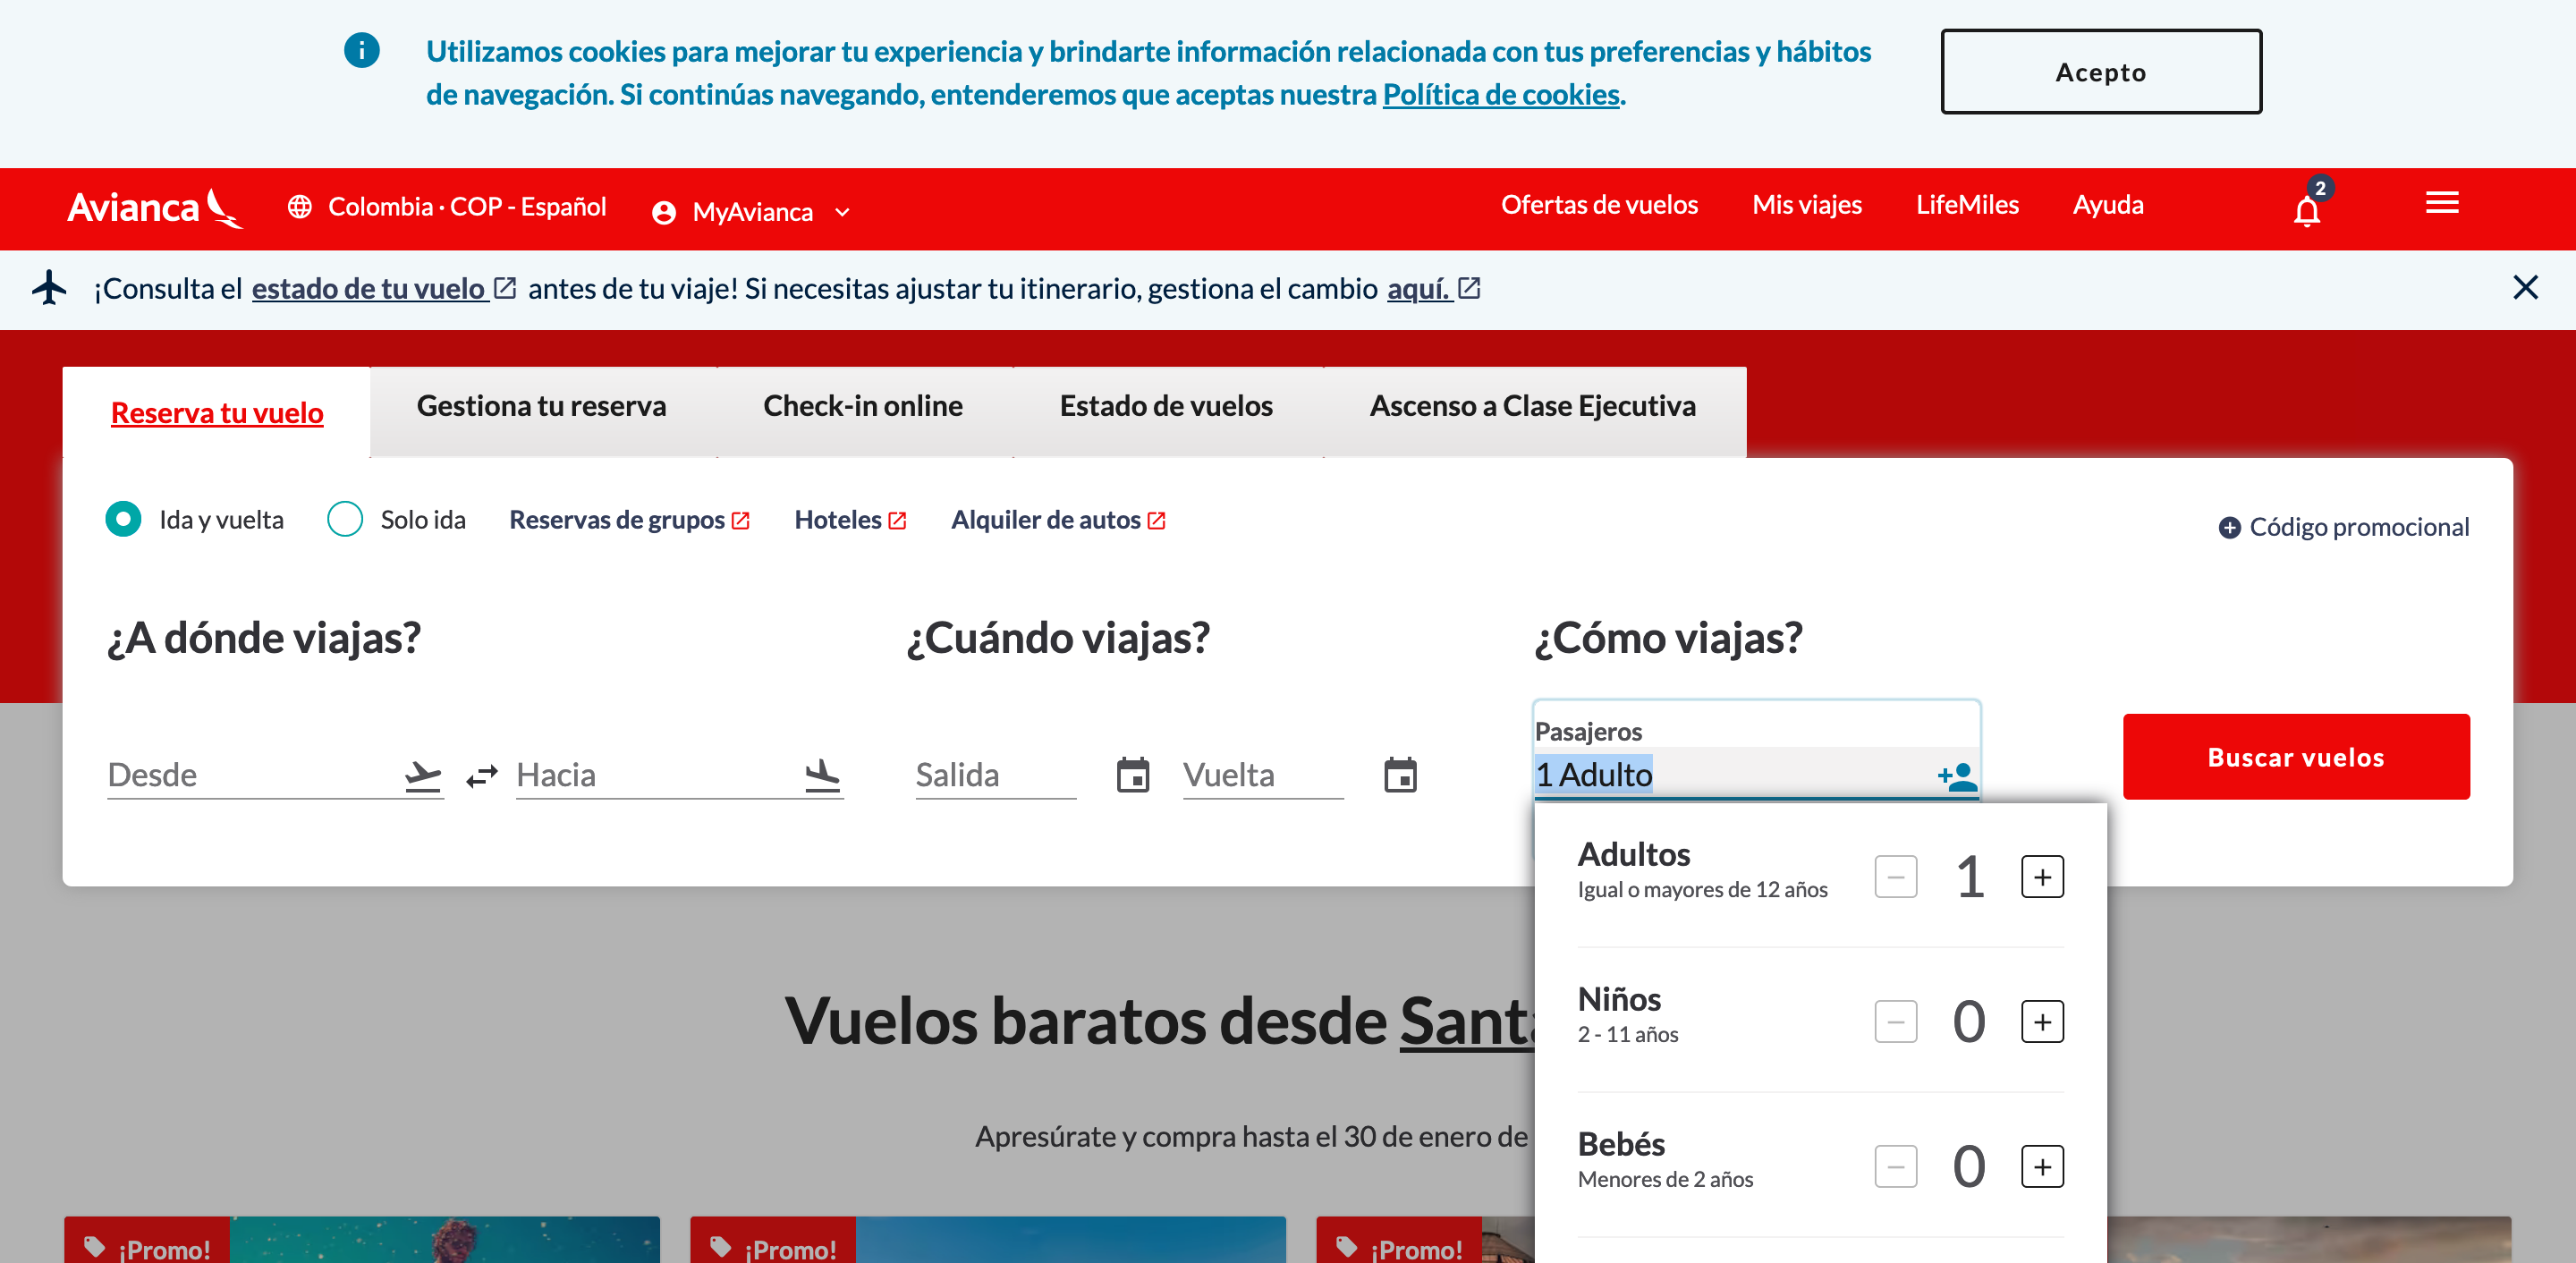 Utilizamos cookies para mejorar tu experiencia y brindarte información relacionada con tus preferencias y hábitos
de navegación. Si continúas navegando, entenderemos que aceptas nuestra Política de cookies.
Acepto
Avianca
Colombia · COP - Español
MyAvianca
Ofertas de vuelos
Mis viajes
LifeMiles
Ayuda
2
¡Consulta el estado de tu vuelo antes de tu viaje! Si necesitas ajustar tu itinerario, gestiona el cambio aquí.
Reserva tu vuelo
Gestiona tu reserva
Check-in online
Estado de vuelos
Ascenso a Clase Ejecutiva
Ida y vuelta
Solo ida
Reservas de grupos
Hoteles
Alquiler de autos
Código promocional
¿A dónde viajas?
¿Cuándo viajas?
¿Cómo viajas?
Desde
Hacia
Salida
Vuelta
Pasajeros
1 Adulto
Buscar vuelos
Adultos
Igual o mayores de 12 años
1
Niños
2 - 11 años
0
Bebés
Menores de 2 años
0
Vuelos baratos desde
Apresúrate y compra hasta el 30 de enero de
¡Promo!
¡Promo!
¡Promo!